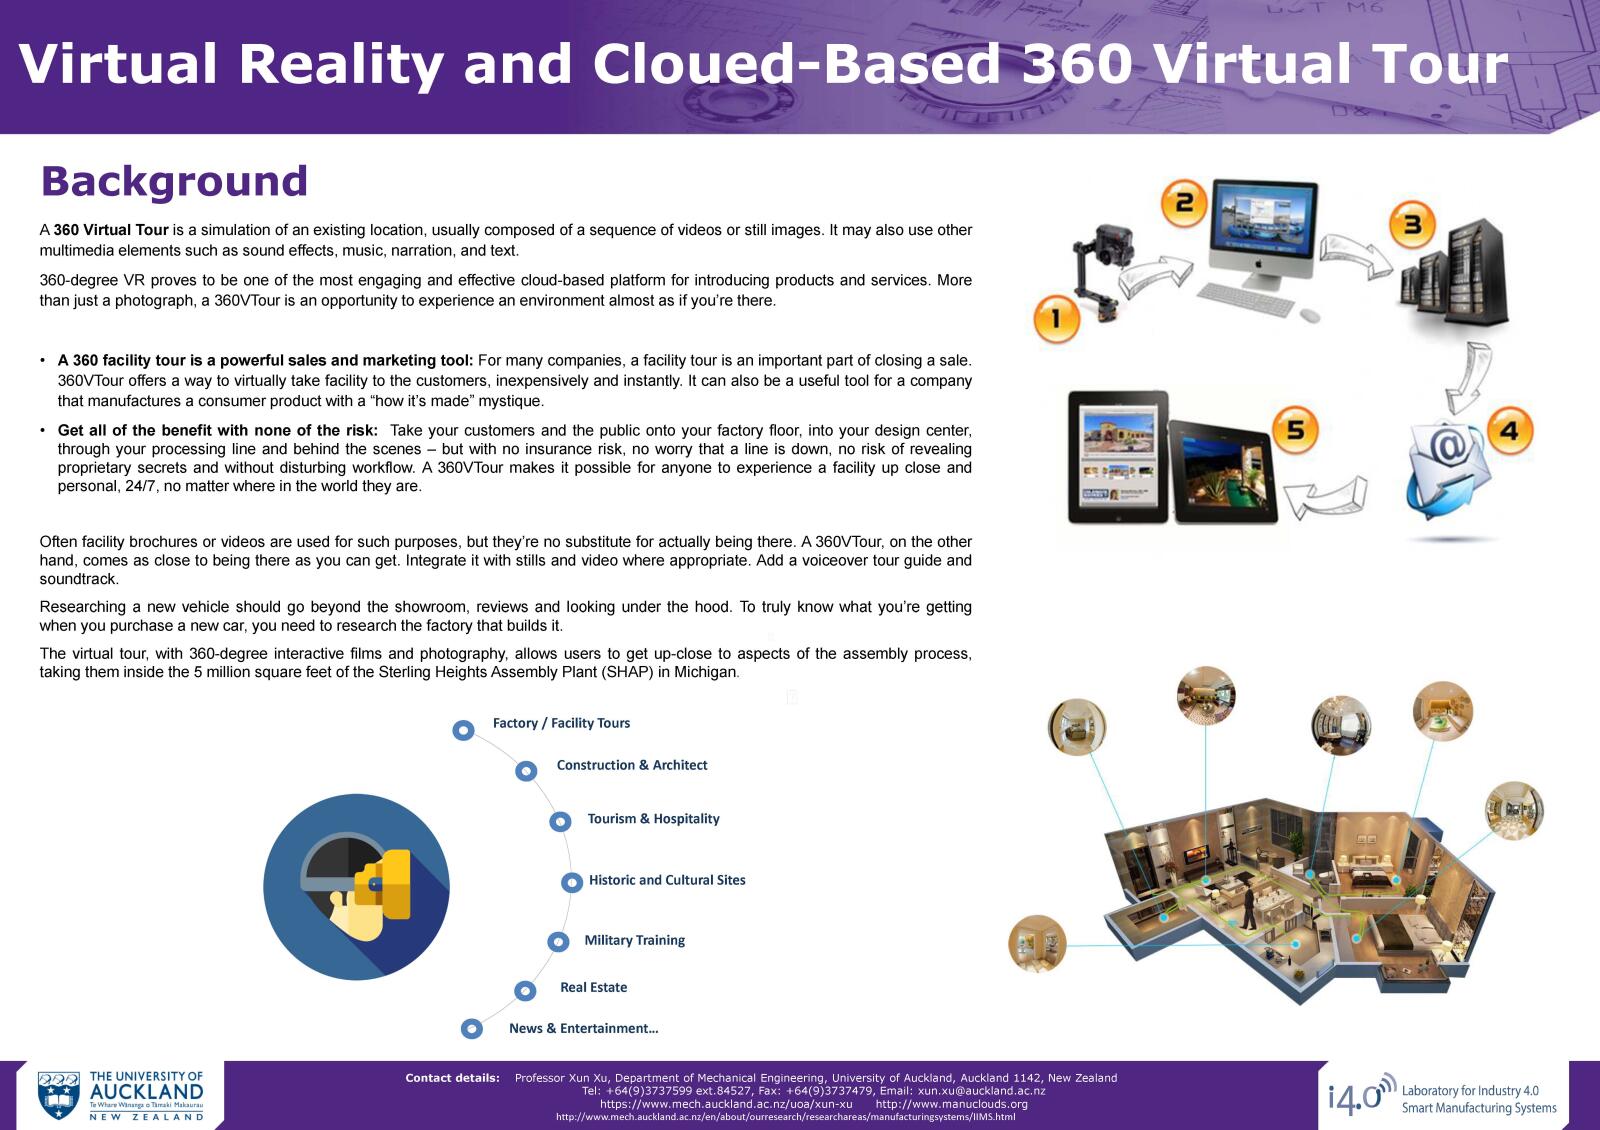 Virtual Reality and Cloued-Based 360 Virtual Tour
Background
A 360 Virtual Tour is a simulation of an existing location, usually composed of a sequence of videos or still images. It may also use other
multimedia elements such as sound effects, music, narration, and text.
360-degree VR proves to be one of the most engaging and effective cloud-based platform for introducing products and services. More
than just a photograph, a 360VTour is an opportunity to experience an environment almost as if you’re there.
• A 360 facility tour is a powerful sales and marketing tool: For many companies, a facility tour is an important part of closing a sale.
360VTour offers a way to virtually take facility to the customers, inexpensively and instantly. It can also be a useful tool for a company
that manufactures a consumer product with a “how it’s made” mystique.
• Get all of the benefit with none of the risk: Take your customers and the public onto your factory floor, into your design center,
through your processing line and behind the scenes – but with no insurance risk, no worry that a line is down, no risk of revealing
proprietary secrets and without disturbing workflow. A 360VTour makes it possible for anyone to experience a facility up close and
personal, 24/7, no matter where in the world they are.
Often facility brochures or videos are used for such purposes, but they’re no substitute for actually being there. A 360VTour, on the other
hand, comes as close to being there as you can get. Integrate it with stills and video where appropriate. Add a voiceover tour guide and
soundtrack.
Researching a new vehicle should go beyond the showroom, reviews and looking under the hood. To truly know what you’re getting
when you purchase a new car, you need to research the factory that builds it.
The virtual tour, with 360-degree interactive films and photography, allows users to get up-close to aspects of the assembly process,
taking them inside the 5 million square feet of the Sterling Heights Assembly Plant (SHAP) in Michigan.
Factory / Facility Tours
Construction & Architect
Tourism & Hospitality
Historic and Cultural Sites
Military Training
Real Estate
News & Entertainment...
1
2
3
4
@
5
THE UNIVERSITY OF
AUCKLAND
Te Whare Wānanga o Tāmaki Makaurau
NEW ZEALAND
Contact details: Professor Xun Xu, Department of Mechanical Engineering, University of Auckland, Auckland 1142, New Zealand
Tel: +64(9)3737599 ext.84527, Fax: +64(9)3737479, Email: xun.xu@auckland.ac.nz
https://www.mech.auckland.ac.nz/uoa/xun-xu http://www.manuclouds.org
http://www.mech.auckland.ac.nz/en/about/ourresearch/researchareas/manufacturingsystems/IIMS.html
i4.0
Laboratory for Industry 4.0
Smart Manufacturing Systems